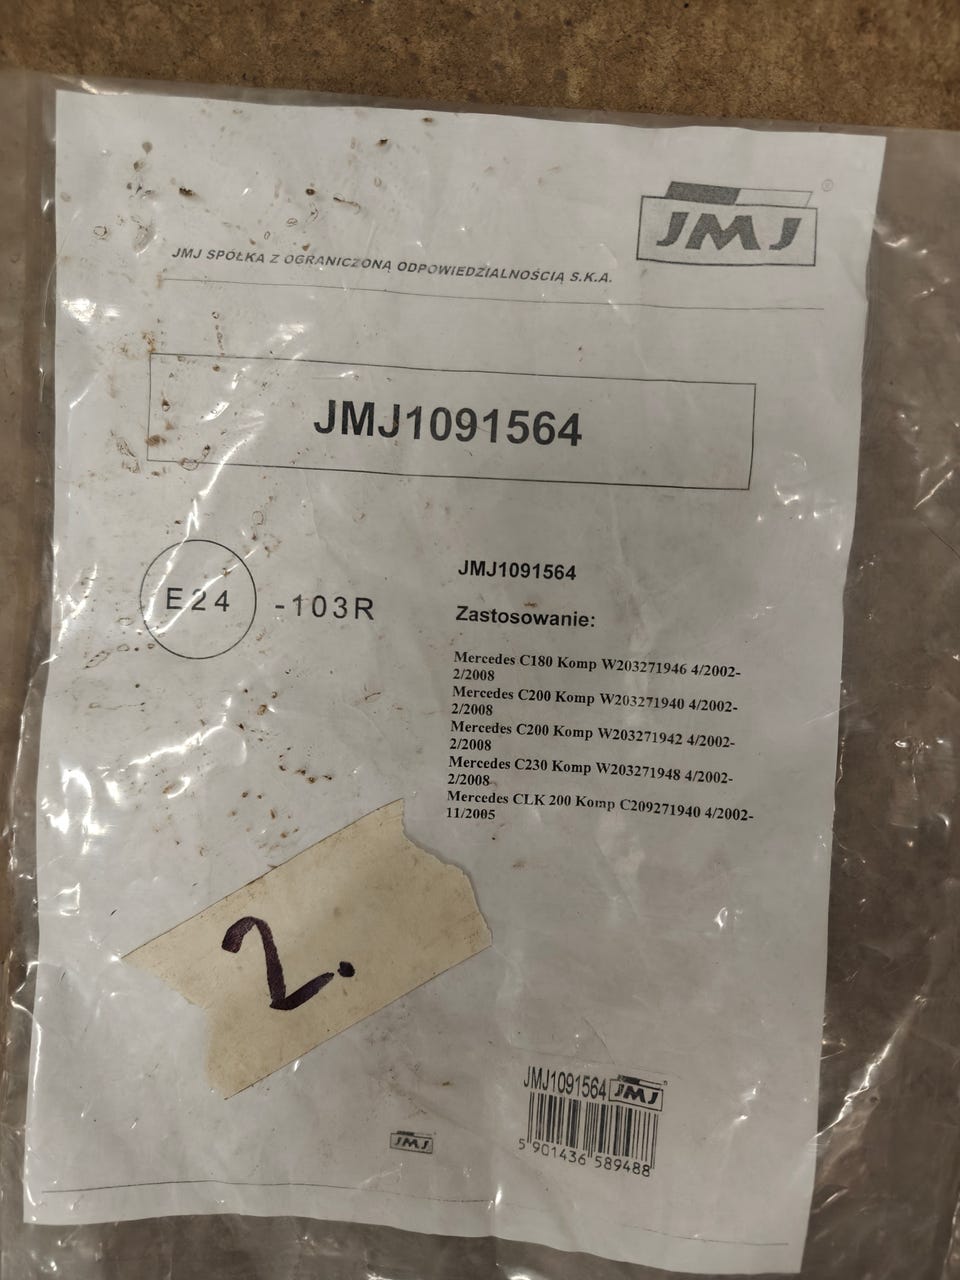 JMJ
®
JMJ SPÓŁKA Z OGRANICZONĄ ODPOWIEDZIALNOŚCIĄ S.K.A.
JMJ1091564
E24
-103R
JMJ1091564
Zastosowanie:
Mercedes C180 Komp W203271946 4/2002-
2/2008
Mercedes C200 Komp W203271940 4/2002-
2/2008
Mercedes C200 Komp W203271942 4/2002-
2/2008
Mercedes C230 Komp W203271948 4/2002-
2/2008
Mercedes CLK 200 Komp C209271940 4/2002-
11/2005
2.
JMJ1091564 JMJ
5 901436 589488
JMJ